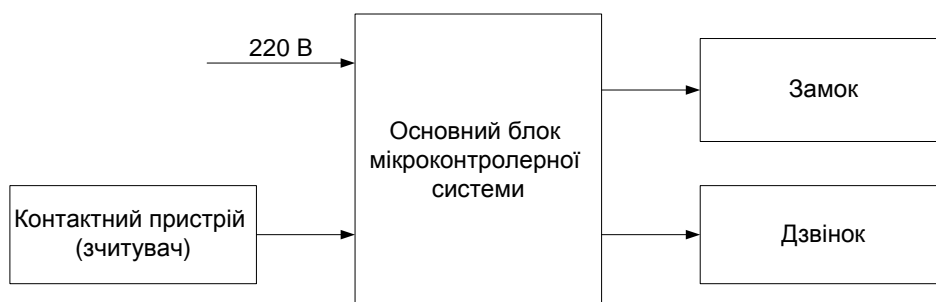 220 В
Основний блок
мікроконтролерної
системи
Замок
Контактний пристрій
(зчитувач)
Дзвінок